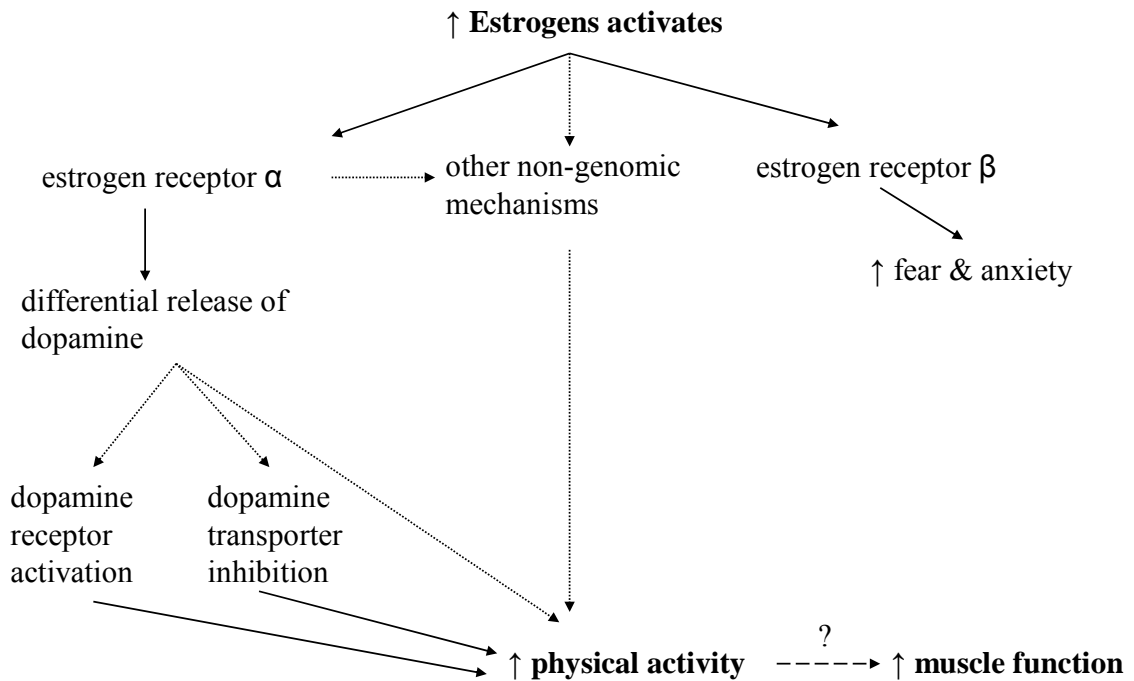 ↑ Estrogens activates
estrogen receptor α
other non-genomic
mechanisms
estrogen receptor β
↑ fear & anxiety
differential release of
dopamine
dopamine
receptor
activation
dopamine
transporter
inhibition
?
↑ physical activity
↑ muscle function